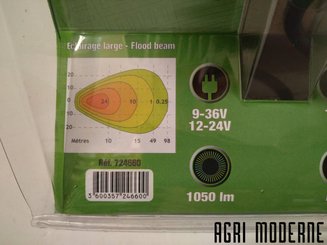 Eclairage large - Flood beam
20
10
0
10
20
24
10
1
0.25
Mètres
10
15
49
98
Réf. 724660
3 600357 246600
9-36V
12-24V
1050 lm
AGRI MODERNE